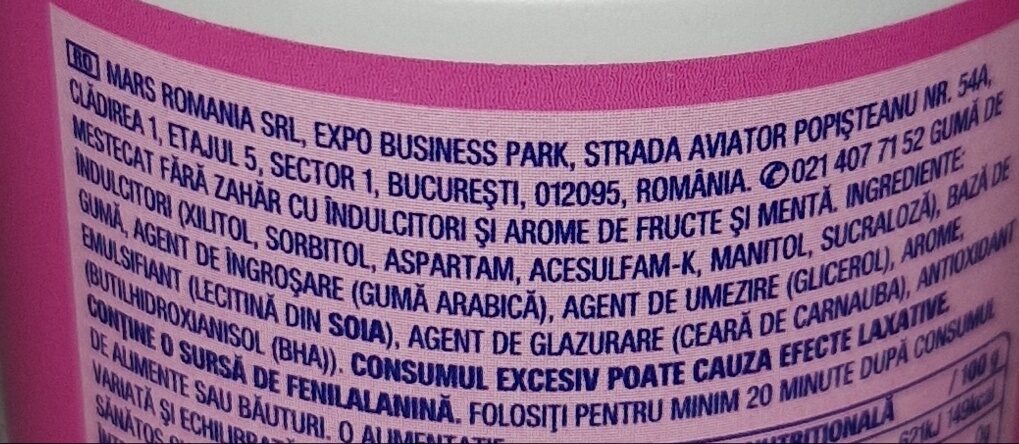 RO MARS ROMANIA SRL, EXPO BUSINESS PARK, STRADA AVIATOR POPIȘTEANU NR. 54A,
CLĂDIREA 1, ETAJUL 5, SECTOR 1, BUCUREȘTI, 012095, ROMÂNIA. ✆021 407 71 52 GUMĂ DE
MESTECAT FĂRĂ ZAHĂR CU ÎNDULCITORI ȘI AROME DE FRUCTE ȘI MENTĂ. INGREDIENTE:
ÎNDULCITORI (XILITOL, SORBITOL, ASPARTAM, ACESULFAM-K, MANITOL, SUCRALOZĂ), BAZĂ DE
GUMĂ, AGENT DE ÎNGROȘARE (GUMĂ ARABICĂ), AGENT DE UMEZIRE (GLICEROL), AROME,
EMULSIFIANT (LECITINĂ DIN SOIA), AGENT DE GLAZURARE (CEARĂ DE CARNAUBA), ANTIOXIDANT
(BUTILHIDROXIANISOL (BHA)). CONSUMUL EXCESIV POATE CAUZA EFECTE LAXATIVE.
CONȚINE O SURSĂ DE FENILALANINĂ. FOLOSIȚI PENTRU MINIM 20 MINUTE DUPĂ CONSUMUL
DE ALIMENTE SAU BĂUTURI. O ALIMENTAȚIE
/ 100 g
VARIATĂ ȘI
149kcal
SĂNĂTOS